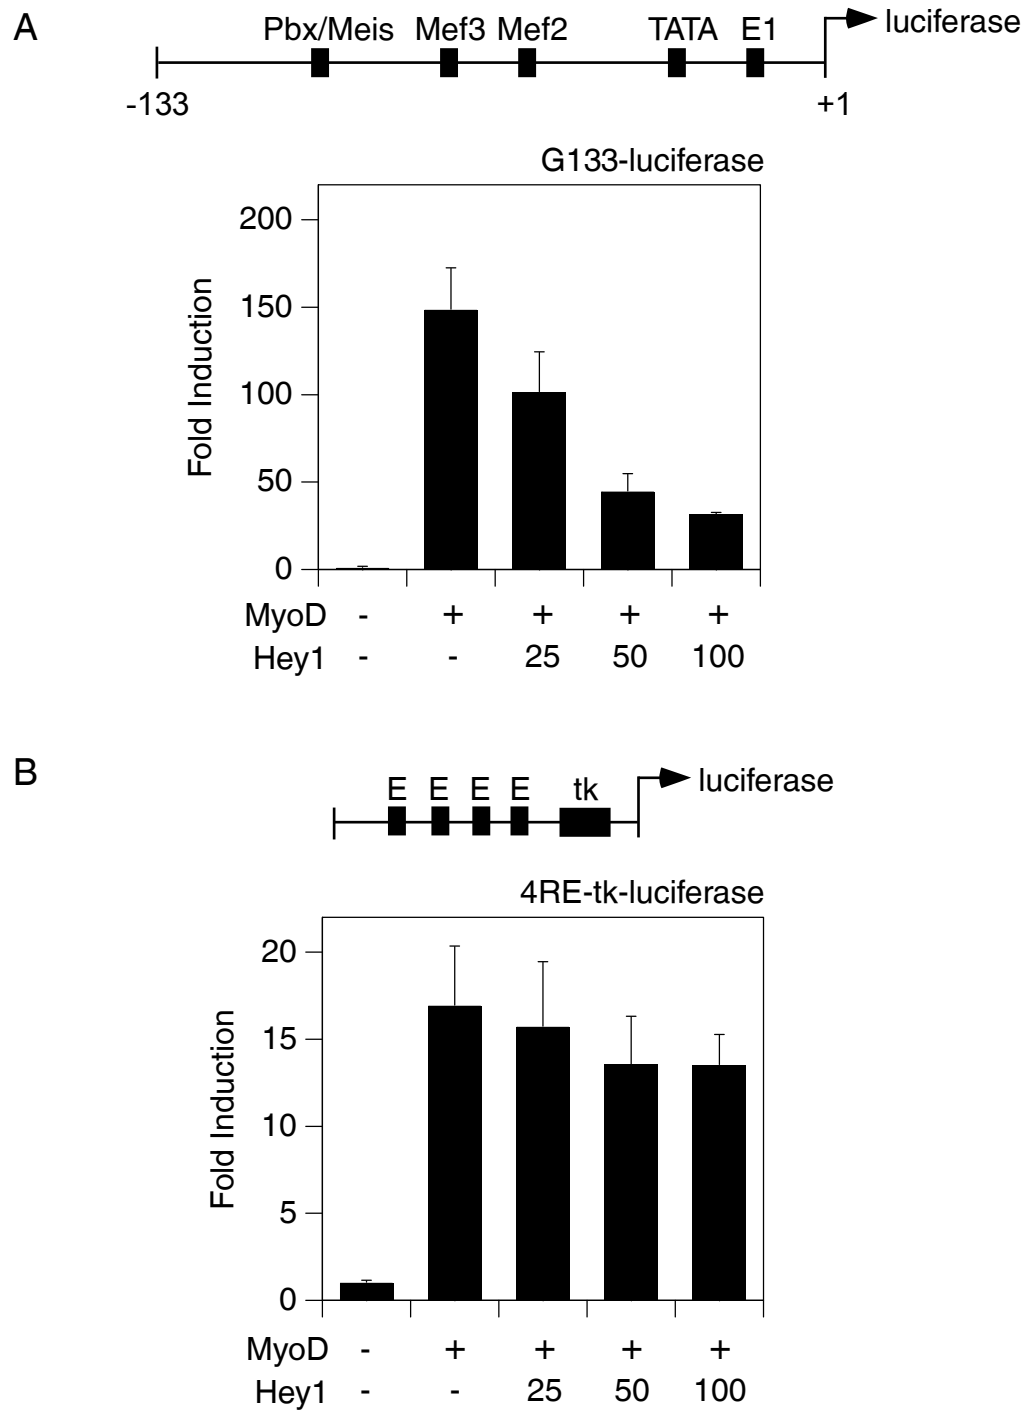 A
Pbx/Meis Mef3 Mef2 TATA E1 luciferase
-133 +1
G133-luciferase
Fold Induction
200
150
100
50
0
MyoD - + + + +
Hey1 - - 25 50 100
B
E E E E tk luciferase
4RE-tk-luciferase
Fold Induction
20
15
10
5
0
MyoD - + + + +
Hey1 - - 25 50 100